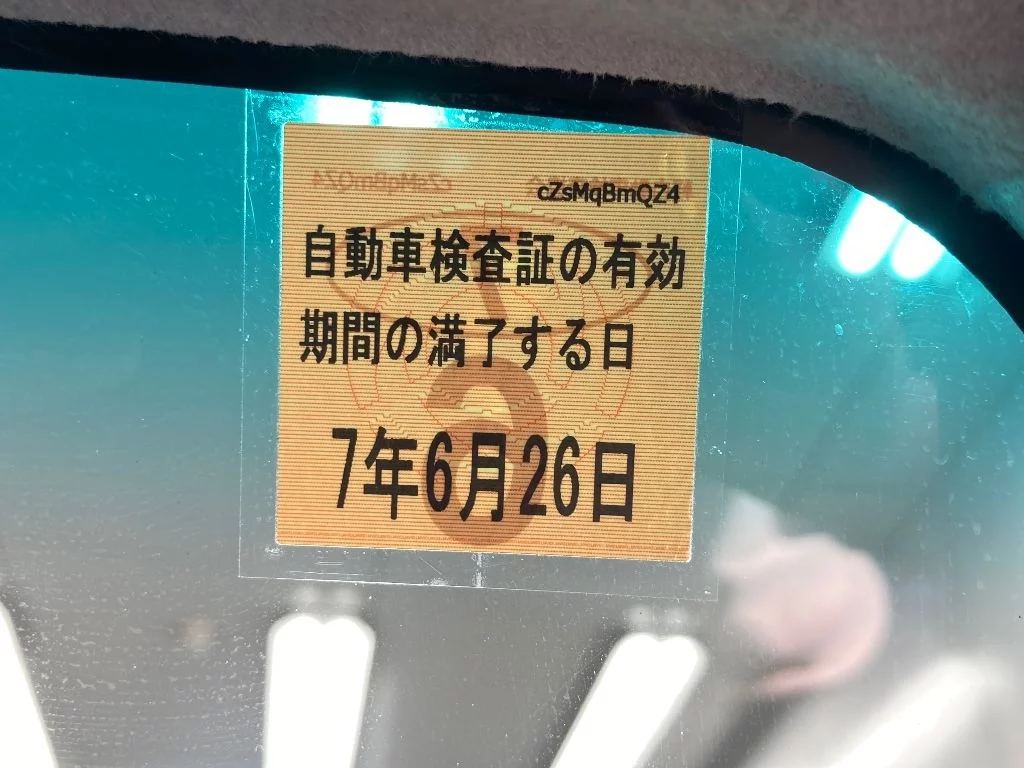 cZsMqBmQZ4
自動車検査証の有効
期間の満了する日
7年6月26日